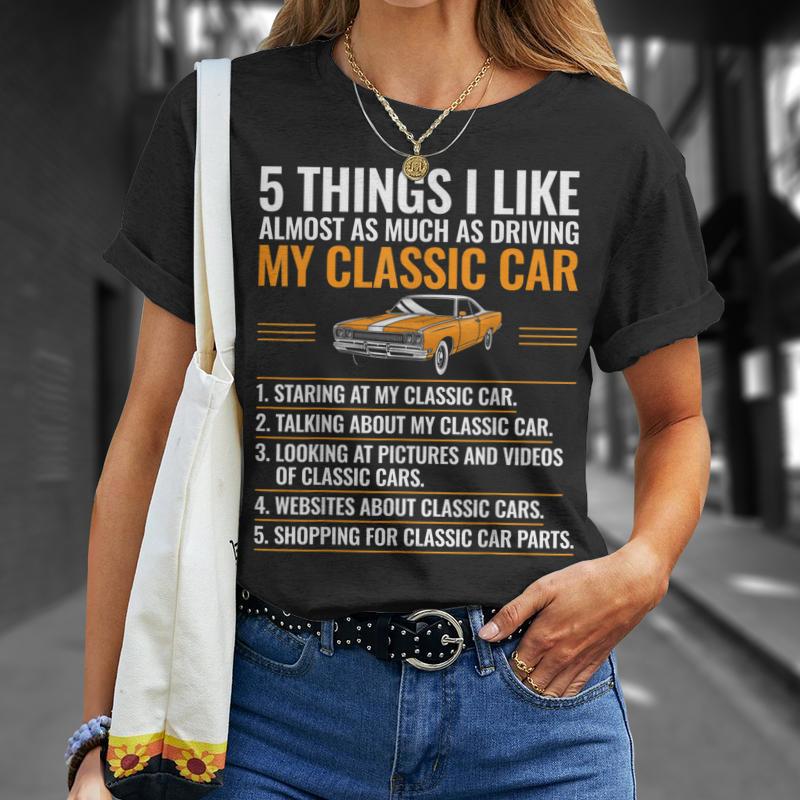 5 THINGS I LIKE
ALMOST AS MUCH AS DRIVING
MY CLASSIC CAR
1. STARING AT MY CLASSIC CAR.
2. TALKING ABOUT MY CLASSIC CAR.
3. LOOKING AT PICTURES AND VIDEOS
OF CLASSIC CARS.
4. WEBSITES ABOUT CLASSIC CARS.
5. SHOPPING FOR CLASSIC CAR PARTS.